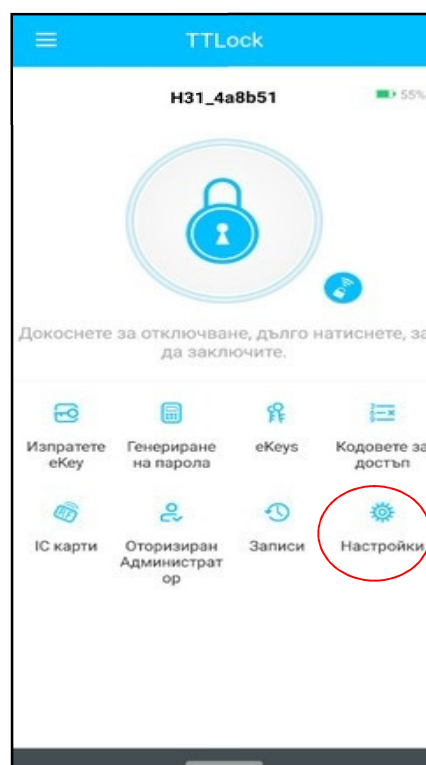 TTLock
H31_4a8b51
55%
Докоснете за отключване, дълго натиснете, за
да заключите.
Изпратете Генериране eKeys Кодовете за
eKey на парола достъп
IC карти Оторизиран Записи Настройки
Администрат
ор